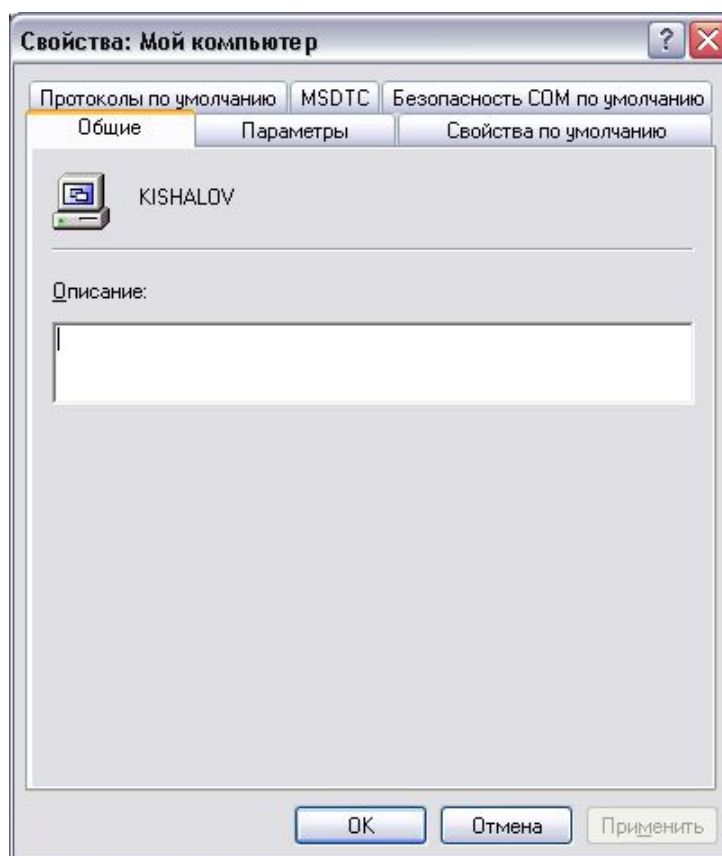 Свойства: Мой компьютер
Протоколы по умолчанию MSDTC Безопасность COM по умолчанию
Общие Параметры Свойства по умолчанию
KISHALOV
Описание:
OK Отмена Применить